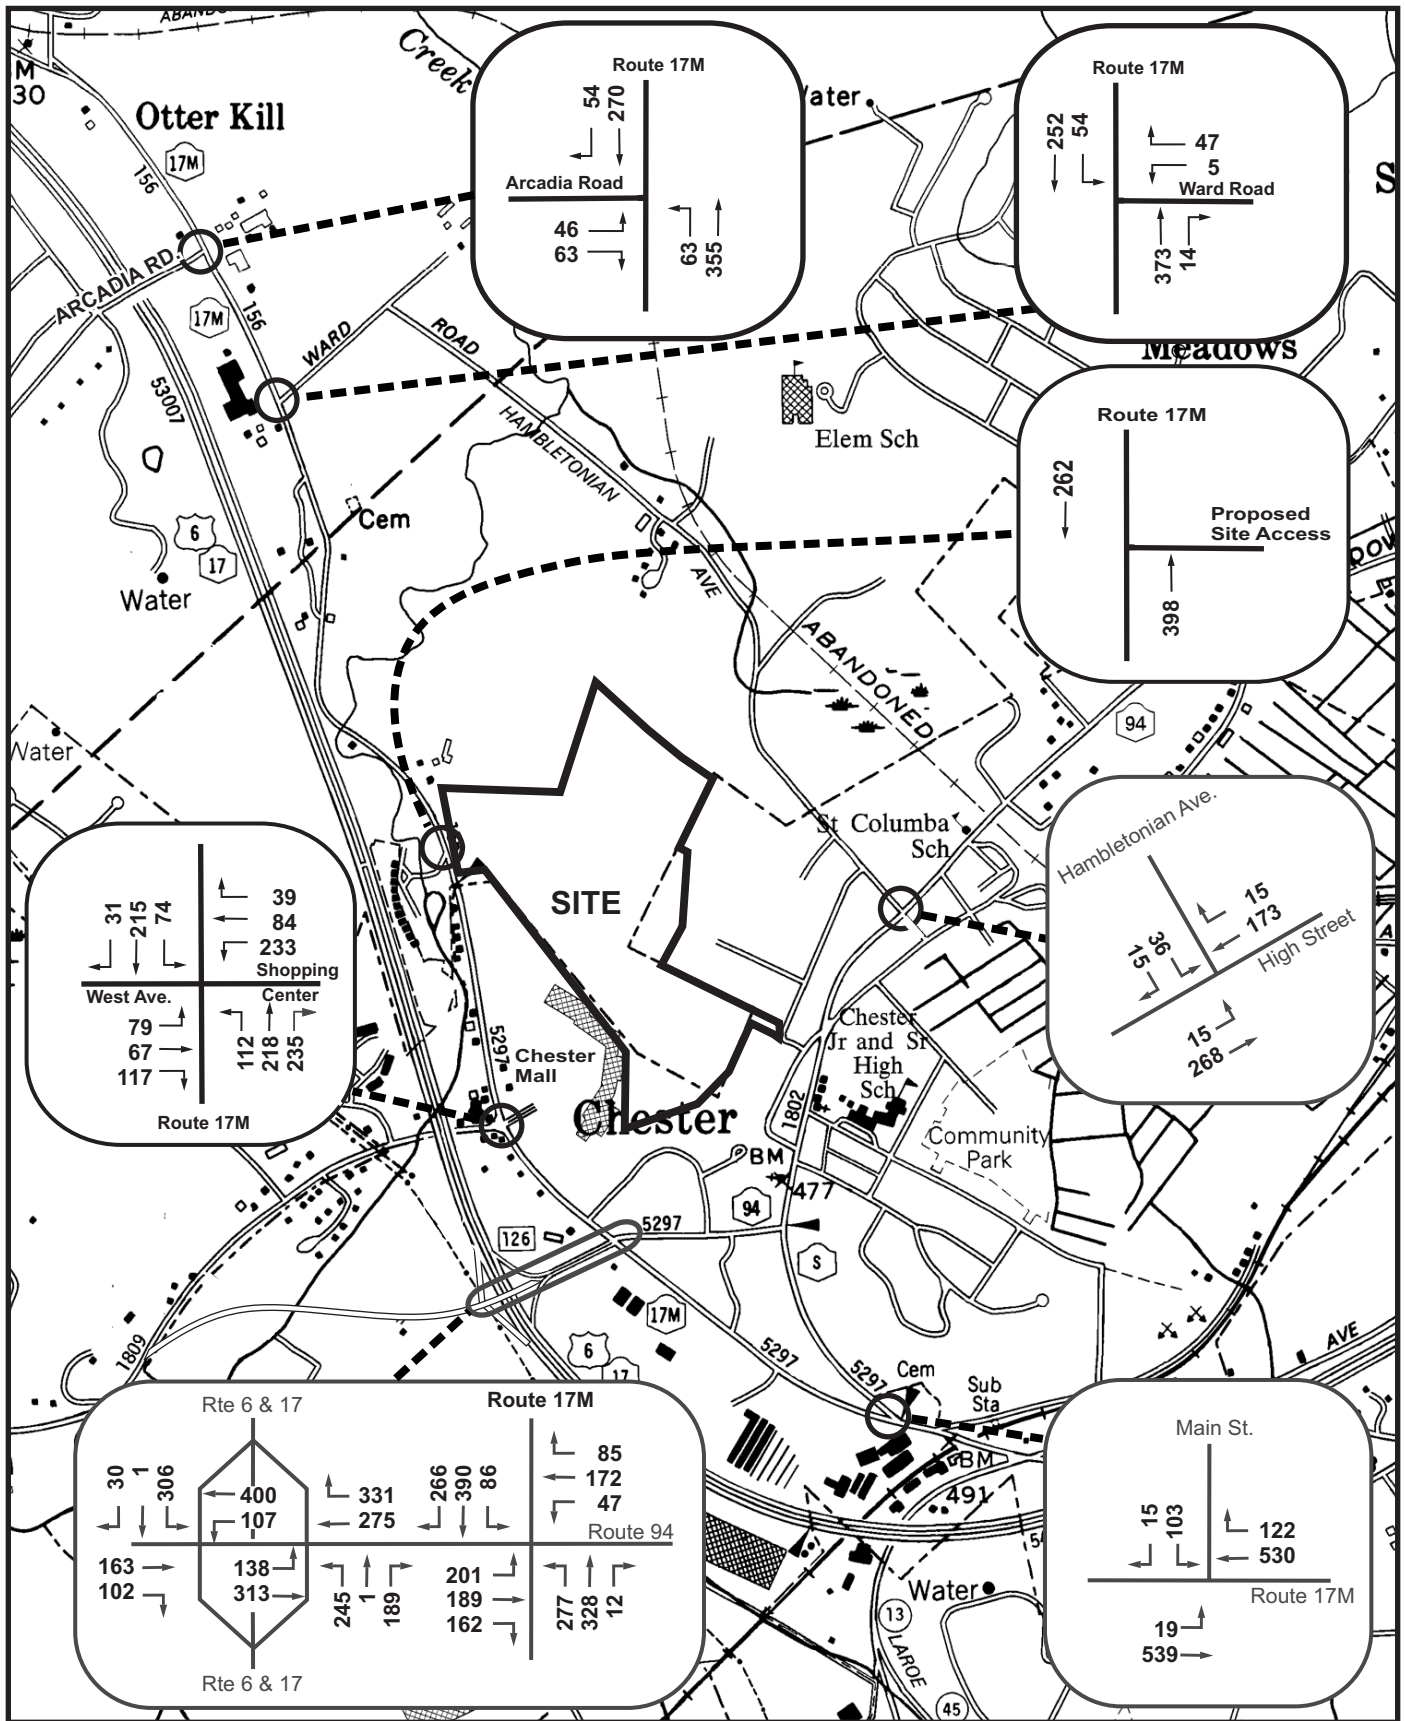 ABANDON
M
30
Otter Kill
17M
156
Creek
Route 17M
54
270
Arcadia Road
46
63
63
355
ater
Route 17M
252
54
47
5
Ward Road
373
14
S
ARCADIA RD.
17M
156
WARD
ROAD
53007
HAMBLETONIAN
AVE
Elem Sch
Meadows
Route 17M
262
Proposed
Site Access
398
Cem
6
17
Water
ABANDONED
94
Water
St Columba
Sch
SITE
31
215
74
39
84
233
Shopping
Center
West Ave.
79
67
117
112
218
235
Route 17M
Hambletonian Ave.
15
173
36
15
High Street
15
268
A
5297
Chester
Mall
Chester
Chester
Jr and Sr
High
Sch
1802
Community
Park
BM
477
94
126
5297
S
17M
1809
6
17
5297
5297
Cem
Sub
Sta
AVE
BM
491
Rte 6 & 17
30
1
306
400
107
331
275
163
102
138
313
245
1
189
Rte 6 & 17
Route 17M
266
390
86
85
172
47
Route 94
201
189
162
277
328
12
Water
13
LAROE
45
Main St.
15
103
122
530
Route 17M
19
539